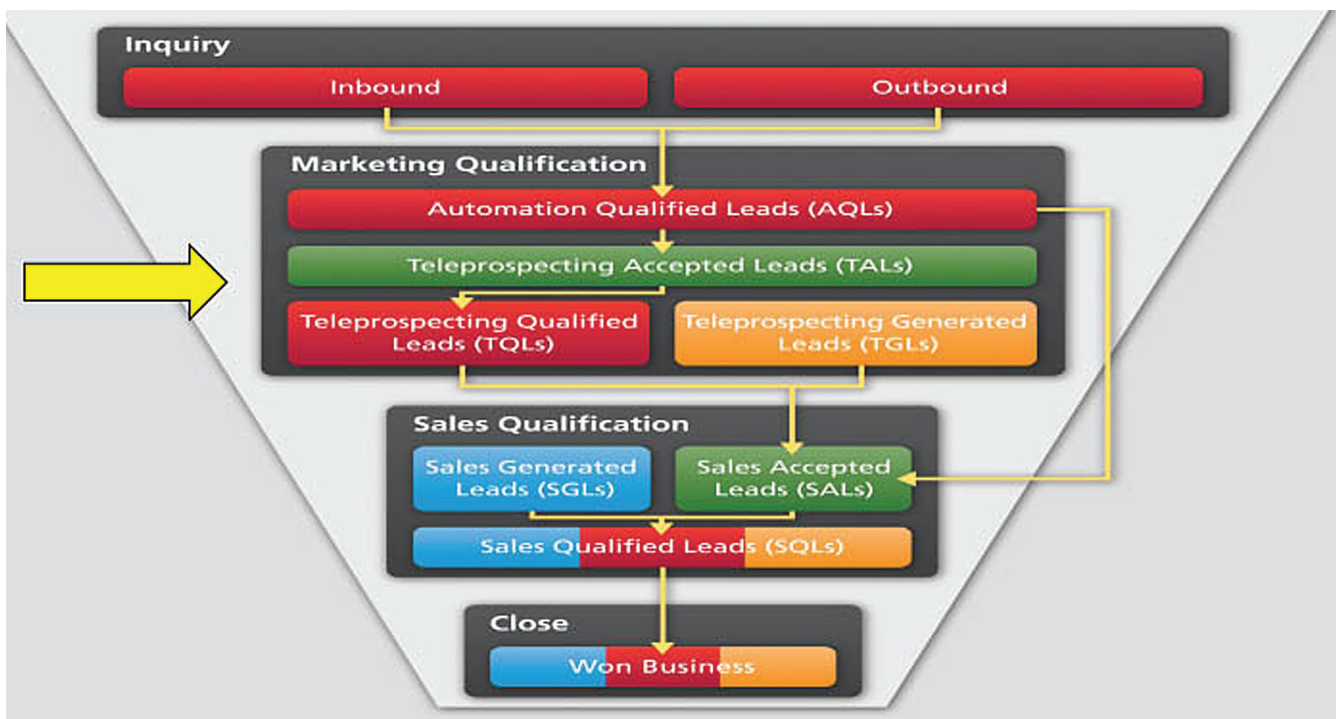 Inquiry
Inbound
Outbound
Marketing Qualification
Automation Qualified Leads (AQLs)
Teleprospecting Accepted Leads (TALs)
Teleprospecting Qualified
Leads (TQLs)
Teleprospecting Generated
Leads (TGLs)
Sales Qualification
Sales Generated
Leads (SGLs)
Sales Accepted
Leads (SALs)
Sales Qualified Leads (SQLs)
Close
Won Business